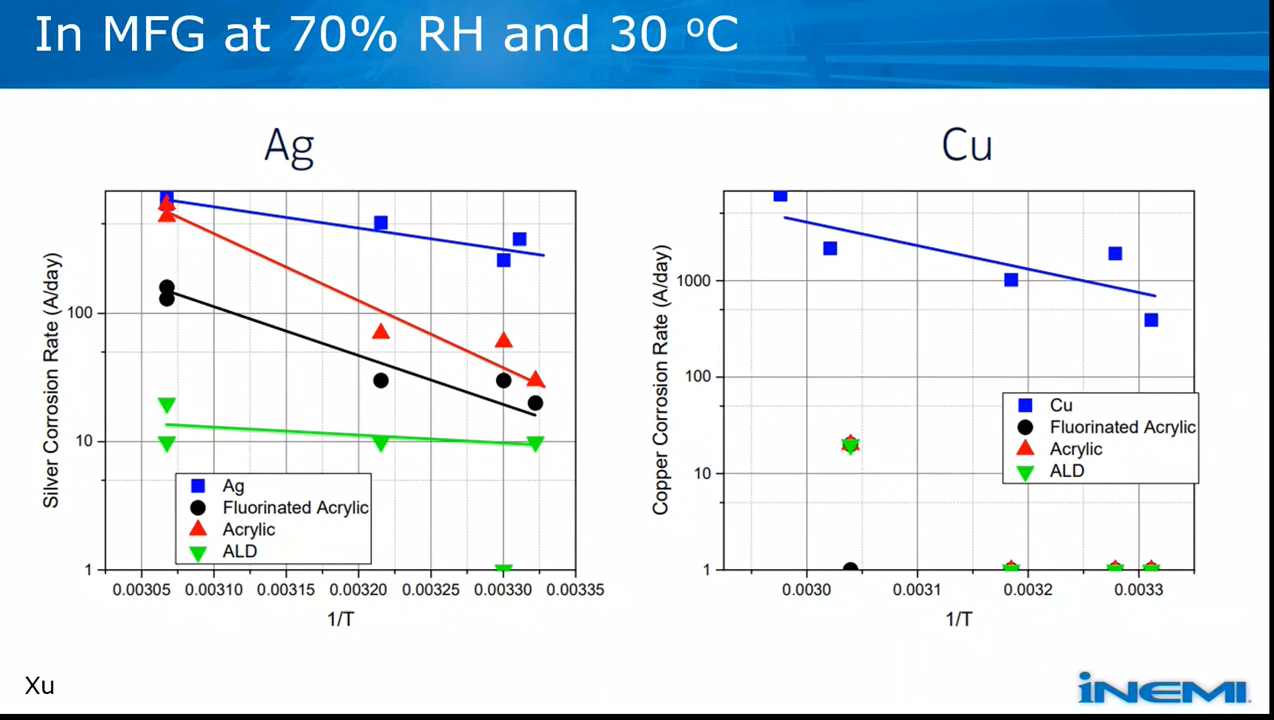 In MFG at 70% RH and 30 °C
Ag
Silver Corrosion Rate (A/day)
100
10
1
Ag
Fluorinated Acrylic
Acrylic
ALD
0.00305
0.00310
0.00315
0.00320
0.00325
0.00330
0.00335
1/T
Cu
Copper Corrosion Rate (A/day)
1000
100
10
1
Cu
Fluorinated Acrylic
Acrylic
ALD
0.0030
0.0031
0.0032
0.0033
1/T
Xu
iNEMI